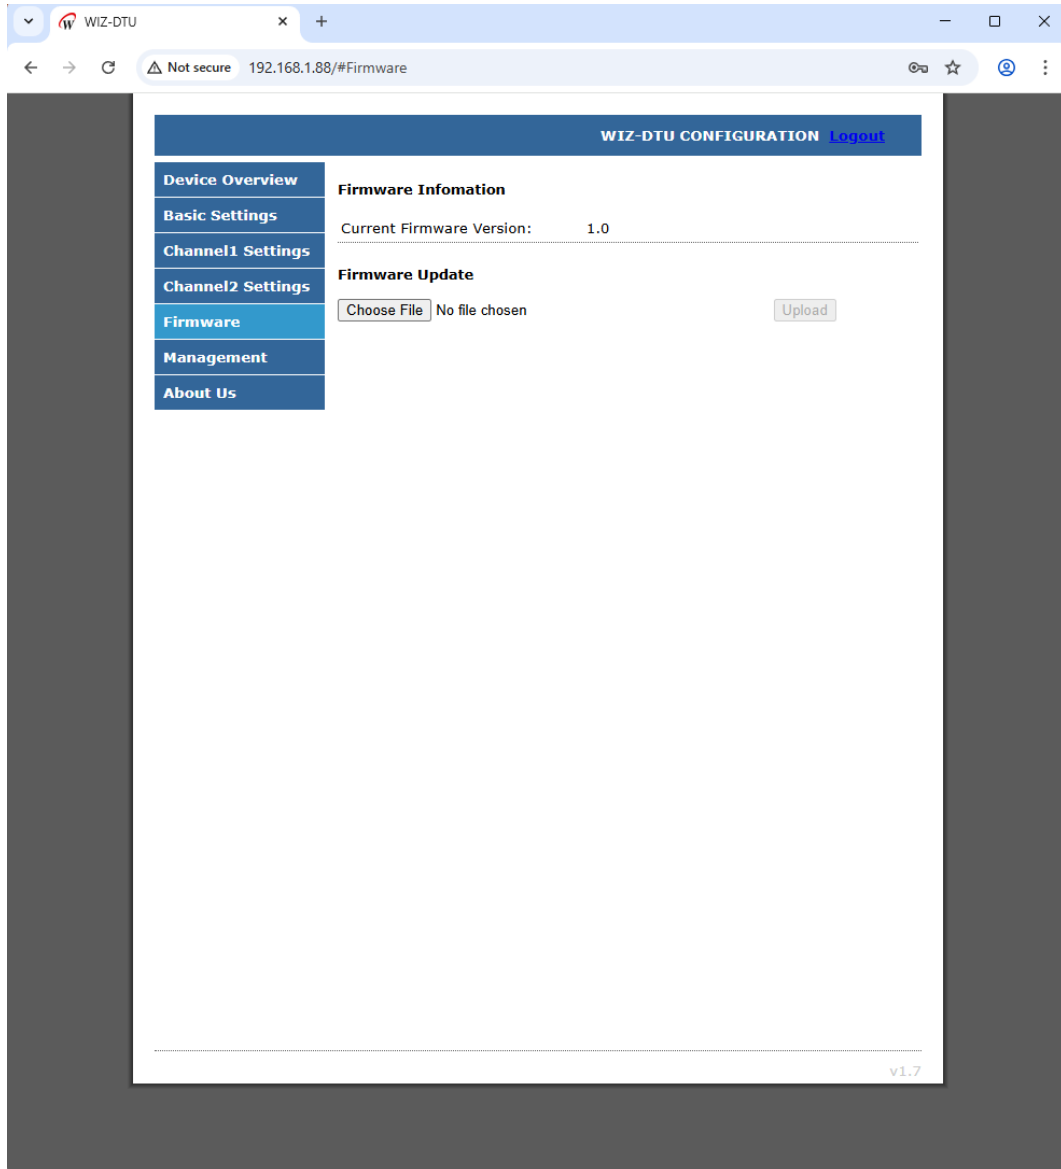 WIZ-DTU
Not secure 192.168.1.88/#Firmware
WIZ-DTU CONFIGURATION Logout
Device Overview
Basic Settings
Channel1 Settings
Channel2 Settings
Firmware
Management
About Us
Firmware Infomation
Current Firmware Version: 1.0
Firmware Update
Choose File No file chosen Upload
v1.7